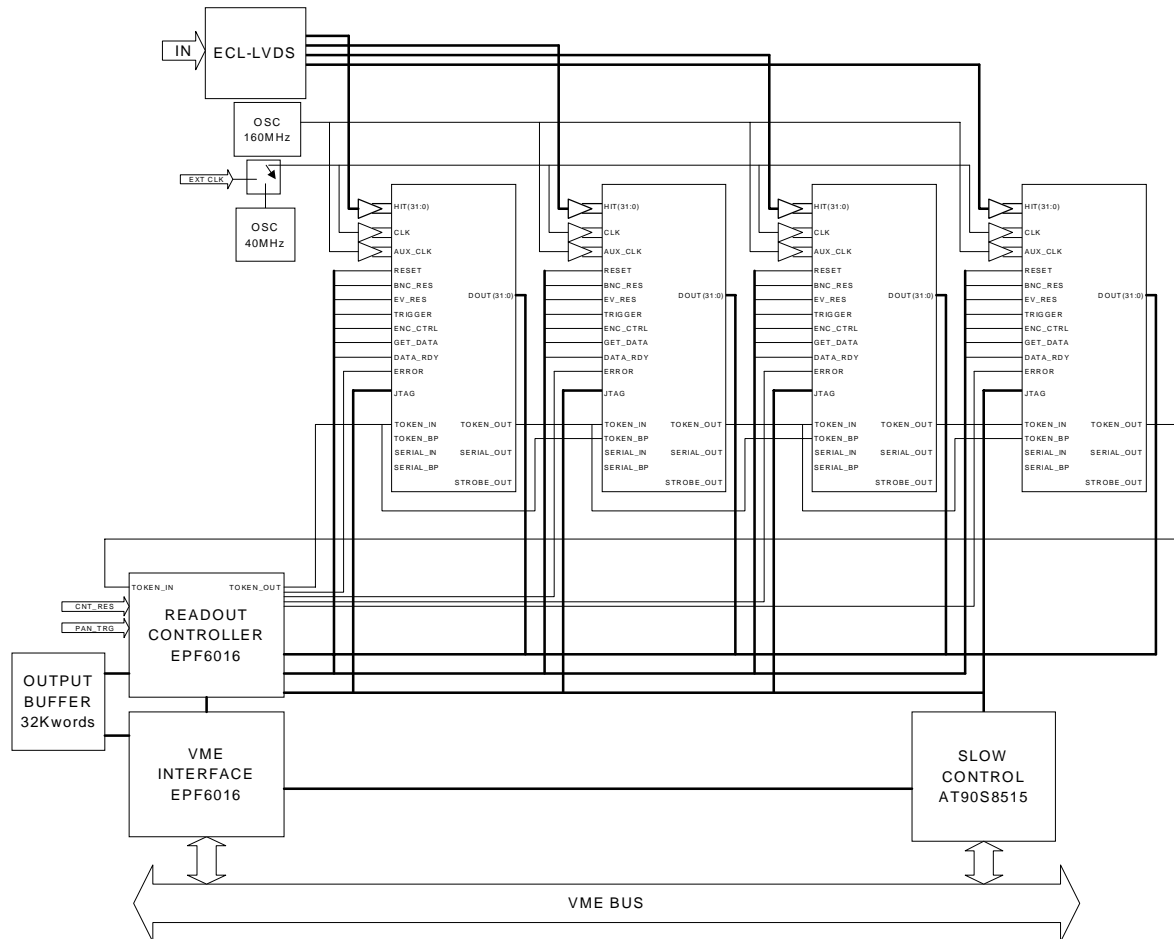 IN
ECL-LVDS
OSC
160MHz
EXT CLK
OSC
40MHz
HIT(31:0)
CLK
AUX_CLK
RESET
BNC_RES
EV_RES
TRIGGER
ENC_CTRL
GET_DATA
DATA_RDY
ERROR
JTAG
TOKEN_IN
TOKEN_BP
SERIAL_IN
SERIAL_BP
DOUT(31:0)
TOKEN_OUT
SERIAL_OUT
STROBE_OUT
HIT(31:0)
CLK
AUX_CLK
RESET
BNC_RES
EV_RES
TRIGGER
ENC_CTRL
GET_DATA
DATA_RDY
ERROR
JTAG
TOKEN_IN
TOKEN_BP
SERIAL_IN
SERIAL_BP
DOUT(31:0)
TOKEN_OUT
SERIAL_OUT
STROBE_OUT
HIT(31:0)
CLK
AUX_CLK
RESET
BNC_RES
EV_RES
TRIGGER
ENC_CTRL
GET_DATA
DATA_RDY
ERROR
JTAG
TOKEN_IN
TOKEN_BP
SERIAL_IN
SERIAL_BP
DOUT(31:0)
TOKEN_OUT
SERIAL_OUT
STROBE_OUT
HIT(31:0)
CLK
AUX_CLK
RESET
BNC_RES
EV_RES
TRIGGER
ENC_CTRL
GET_DATA
DATA_RDY
ERROR
JTAG
TOKEN_IN
TOKEN_BP
SERIAL_IN
SERIAL_BP
DOUT(31:0)
TOKEN_OUT
SERIAL_OUT
STROBE_OUT
TOKEN_IN
TOKEN_OUT
CNT_RES
PAN_TRG
READOUT
CONTROLLER
EPF6016
OUTPUT
BUFFER
32Kwords
VME
INTERFACE
EPF6016
SLOW
CONTROL
AT90S8515
VME BUS